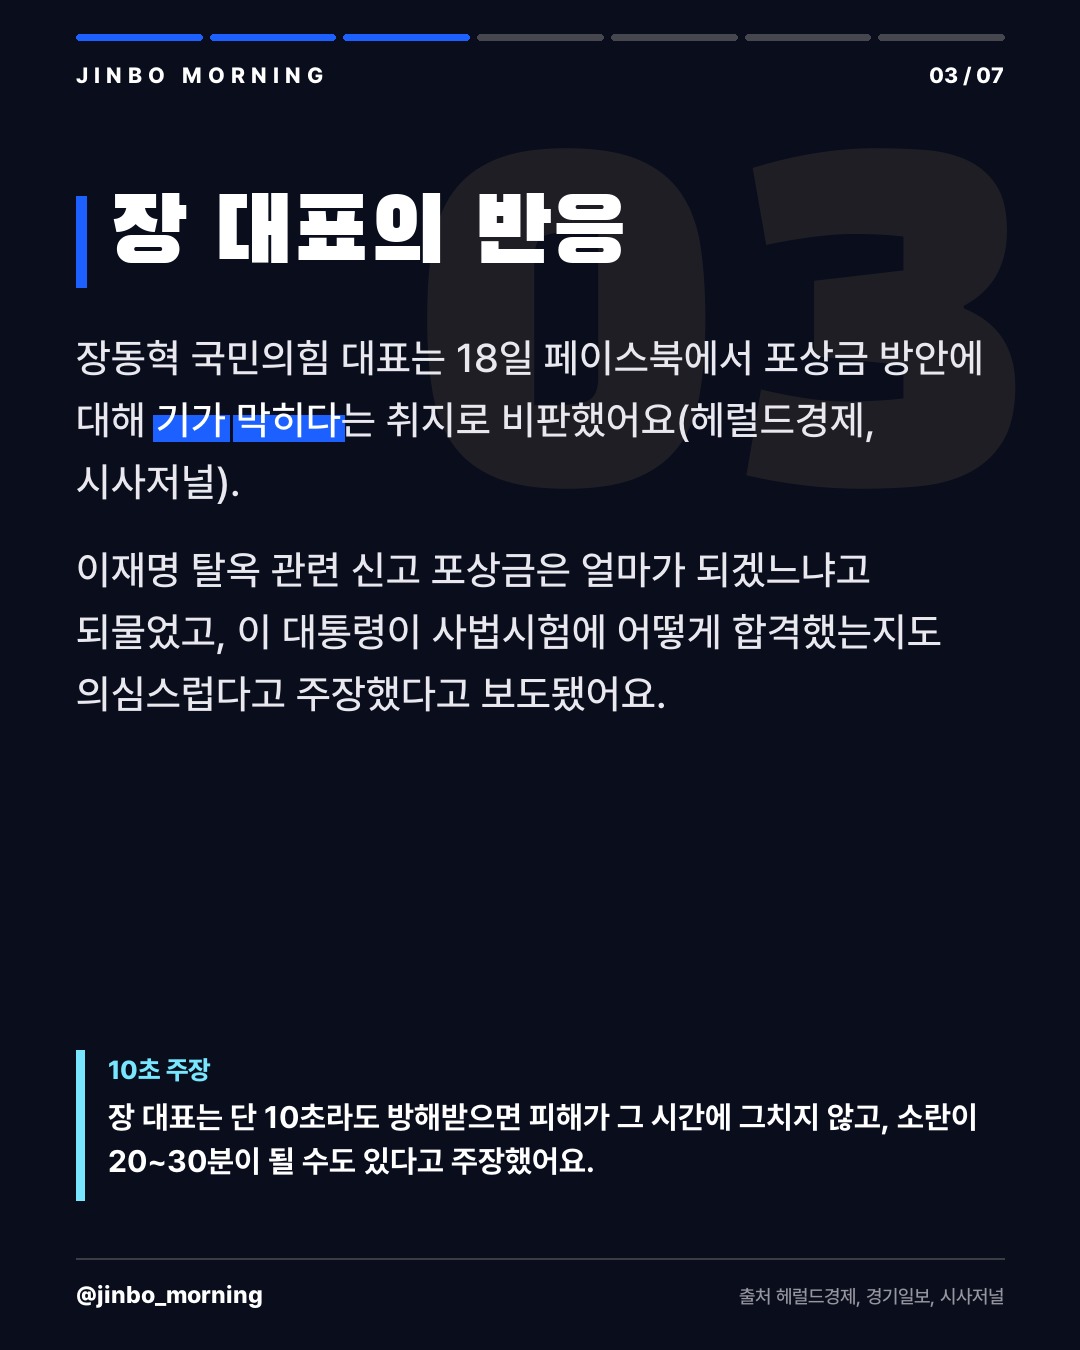 JINBO MORNING
03 / 07
03
장 대표의 반응
장동혁 국민의힘 대표는 18일 페이스북에서 포상금 방안에
대해 기가 막히다는 취지로 비판했어요(헤럴드경제,
시사저널).
이재명 탈옥 관련 신고 포상금은 얼마가 되겠느냐고
되물었고, 이 대통령이 사법시험에 어떻게 합격했는지도
의심스럽다고 주장했다고 보도됐어요.
10초 주장
장 대표는 단 10초라도 방해받으면 피해가 그 시간에 그치지 않고, 소란이
20~30분이 될 수도 있다고 주장했어요.
@jinbo_morning
출처 헤럴드경제, 경기일보, 시사저널